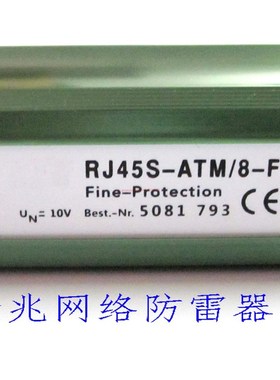 RJ45S-ATM/8-F
Fine-Protection
UN= 10V Best.-Nr. 5081 793 CE
兆网络防雷器